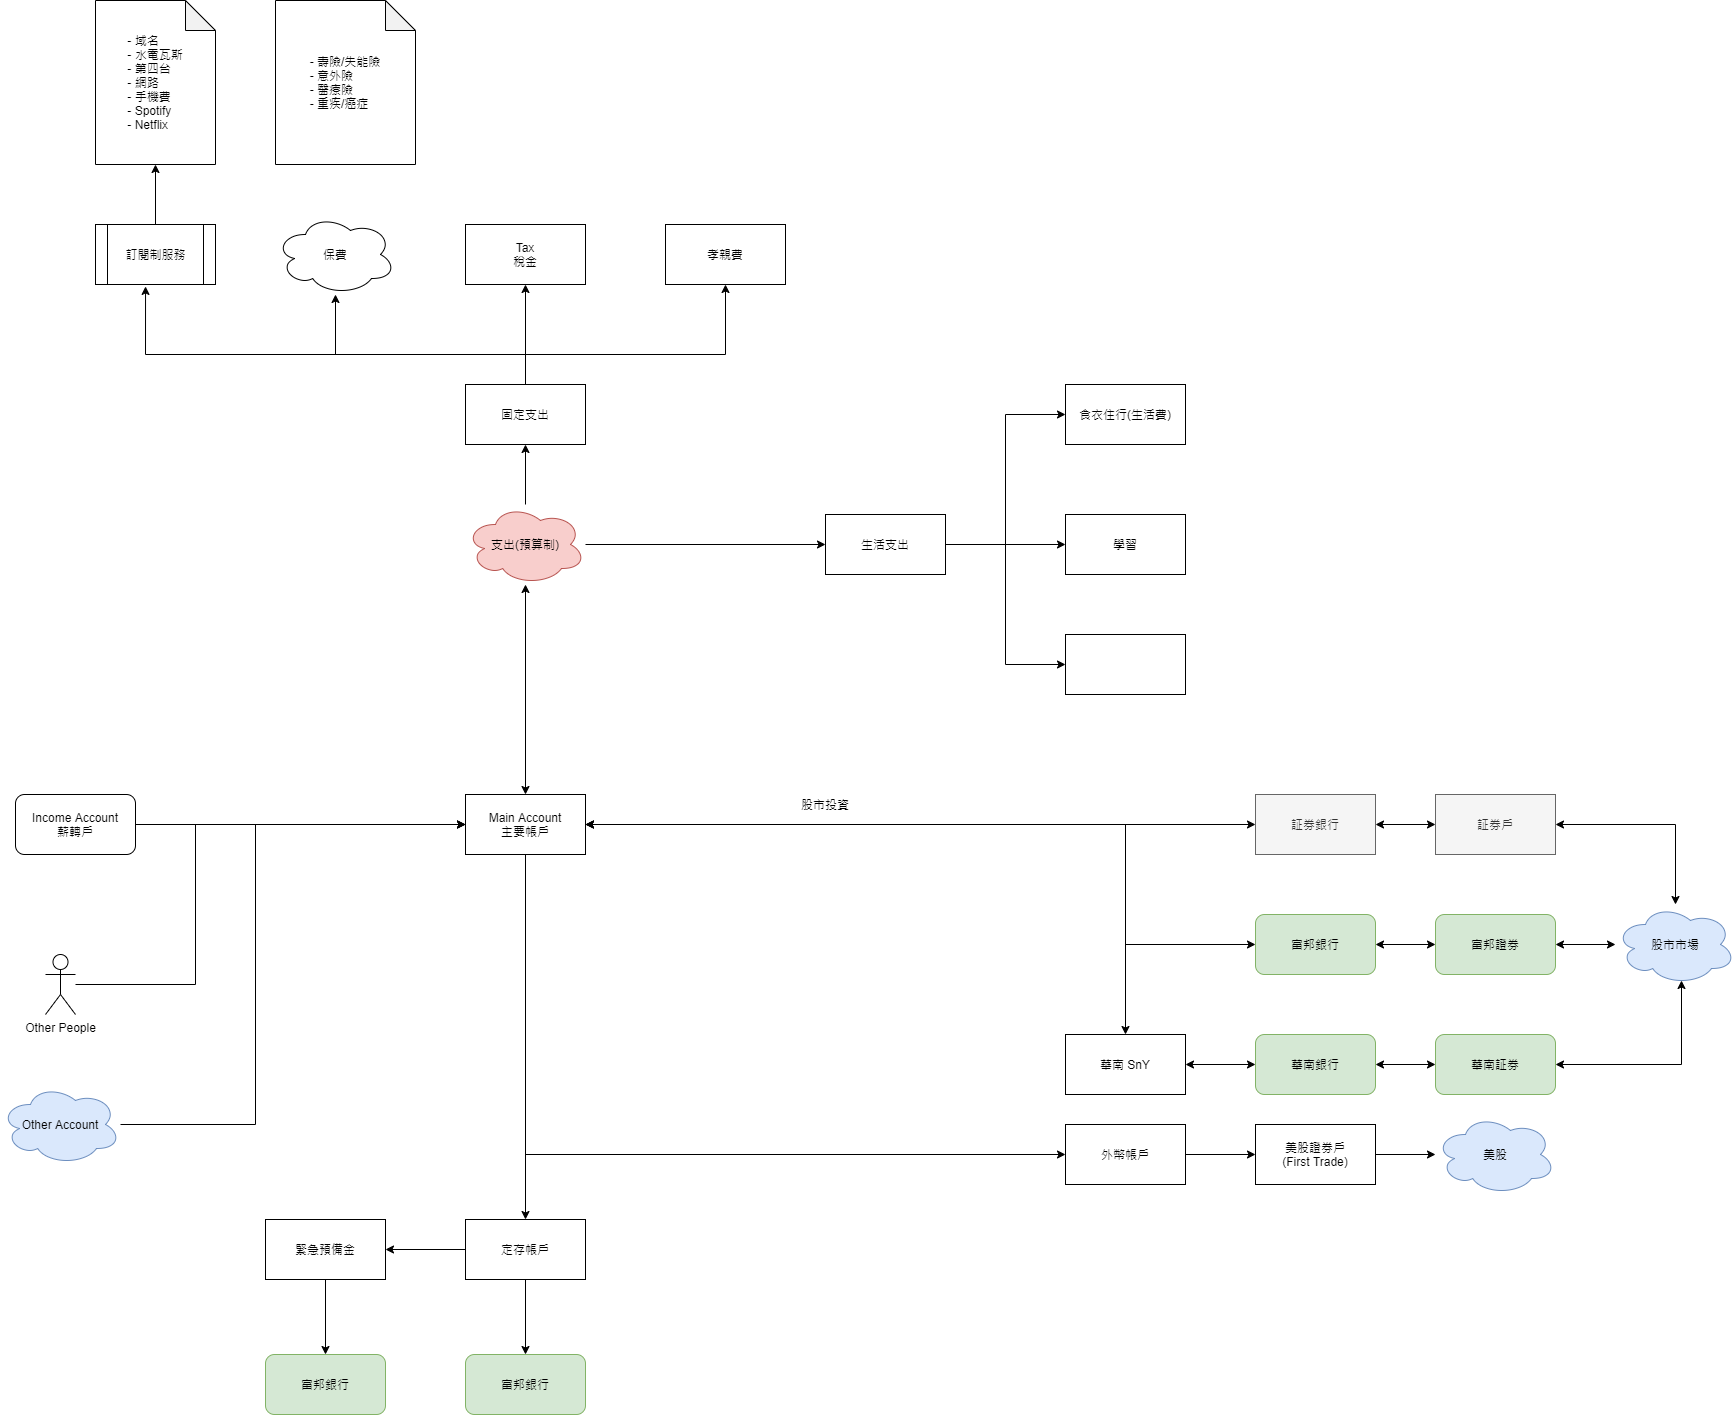 - 域名
- 水電瓦斯
- 第四台
- 網路
- 手機費
- Spotify
- Netflix
- 壽險/失能險
- 意外險
- 醫療險
- 重疾/癌症
訂閱制服務
保費
Tax
稅金
孝親費
固定支出
食衣住行(生活費)
支出(預算制)
生活支出
學習
Income Account
薪轉戶
Main Account
主要帳戶
股市投資
証券銀行
証券戶
富邦銀行
富邦證券
股市市場
Other People
華南 SnY
華南銀行
華南証券
Other Account
外幣帳戶
美股證券戶
(First Trade)
美股
緊急預備金
定存帳戶
富邦銀行
富邦銀行